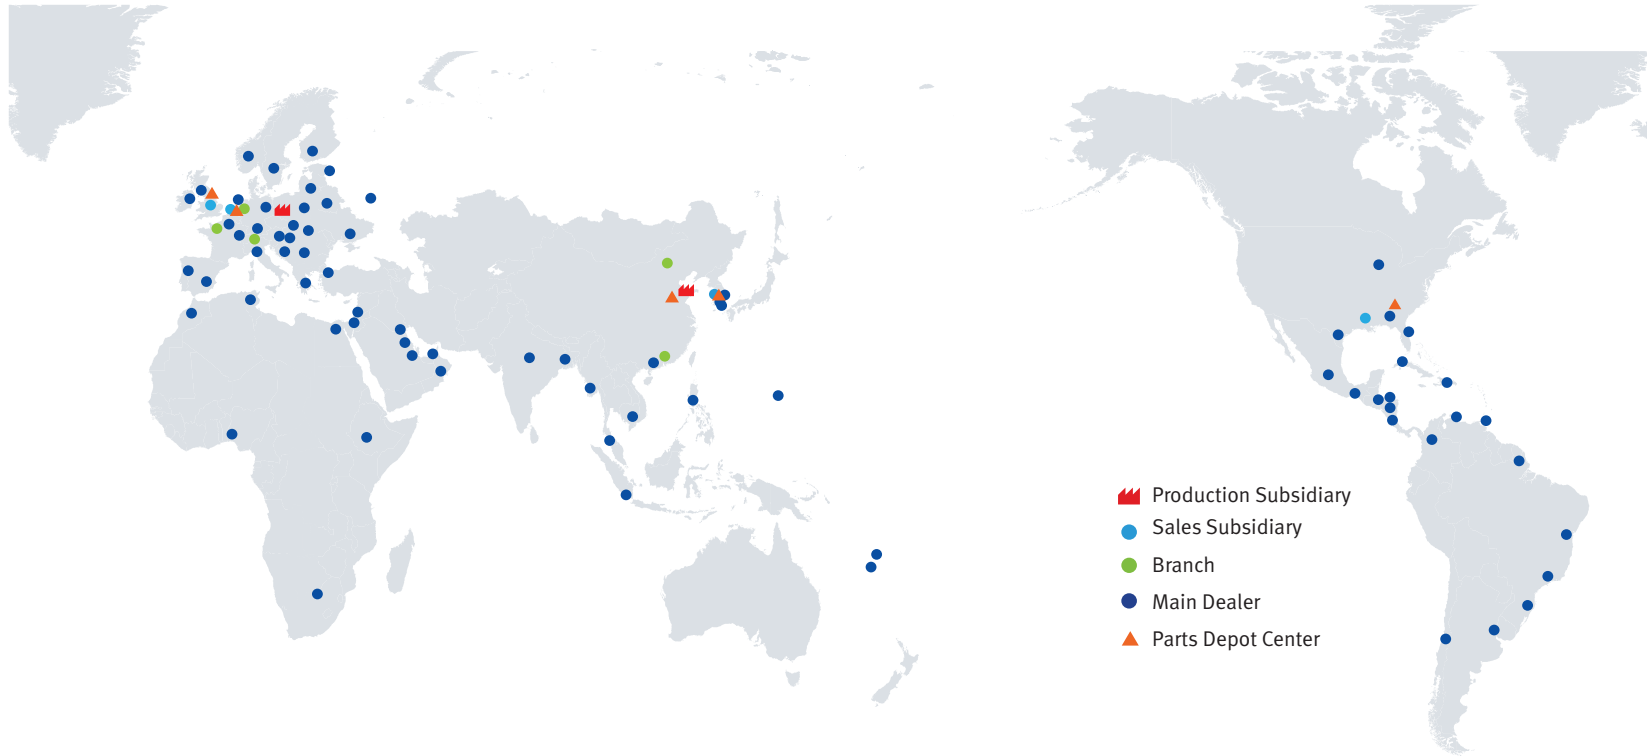 Production Subsidiary
Sales Subsidiary
Branch
Main Dealer
Parts Depot Center